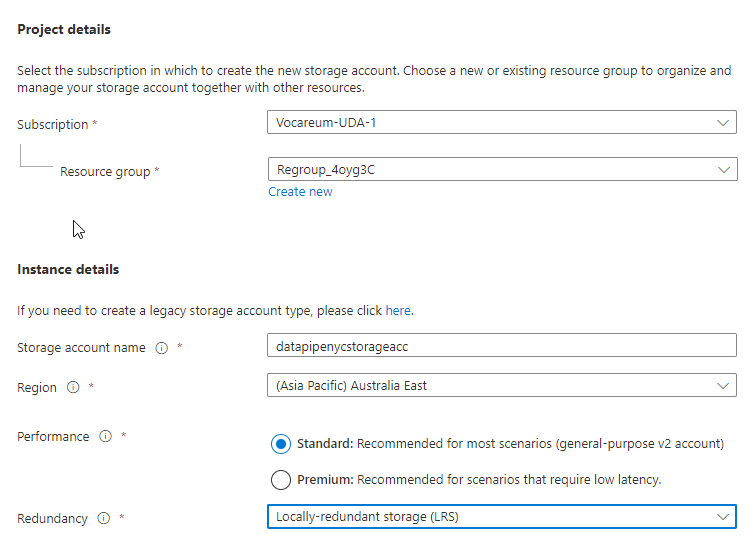 Project details
Select the subscription in which to create the new storage account. Choose a new or existing resource group to organize and
manage your storage account together with other resources.
Subscription *
Vocareum-UDA-1
Resource group *
Regroup_4oyg3C
Create new
Instance details
If you need to create a legacy storage account type, please click here.
Storage account name *
datapipenycstorageacc
Region *
(Asia Pacific) Australia East
Performance *
Standard: Recommended for most scenarios (general-purpose v2 account)
Premium: Recommended for scenarios that require low latency.
Redundancy *
Locally-redundant storage (LRS)